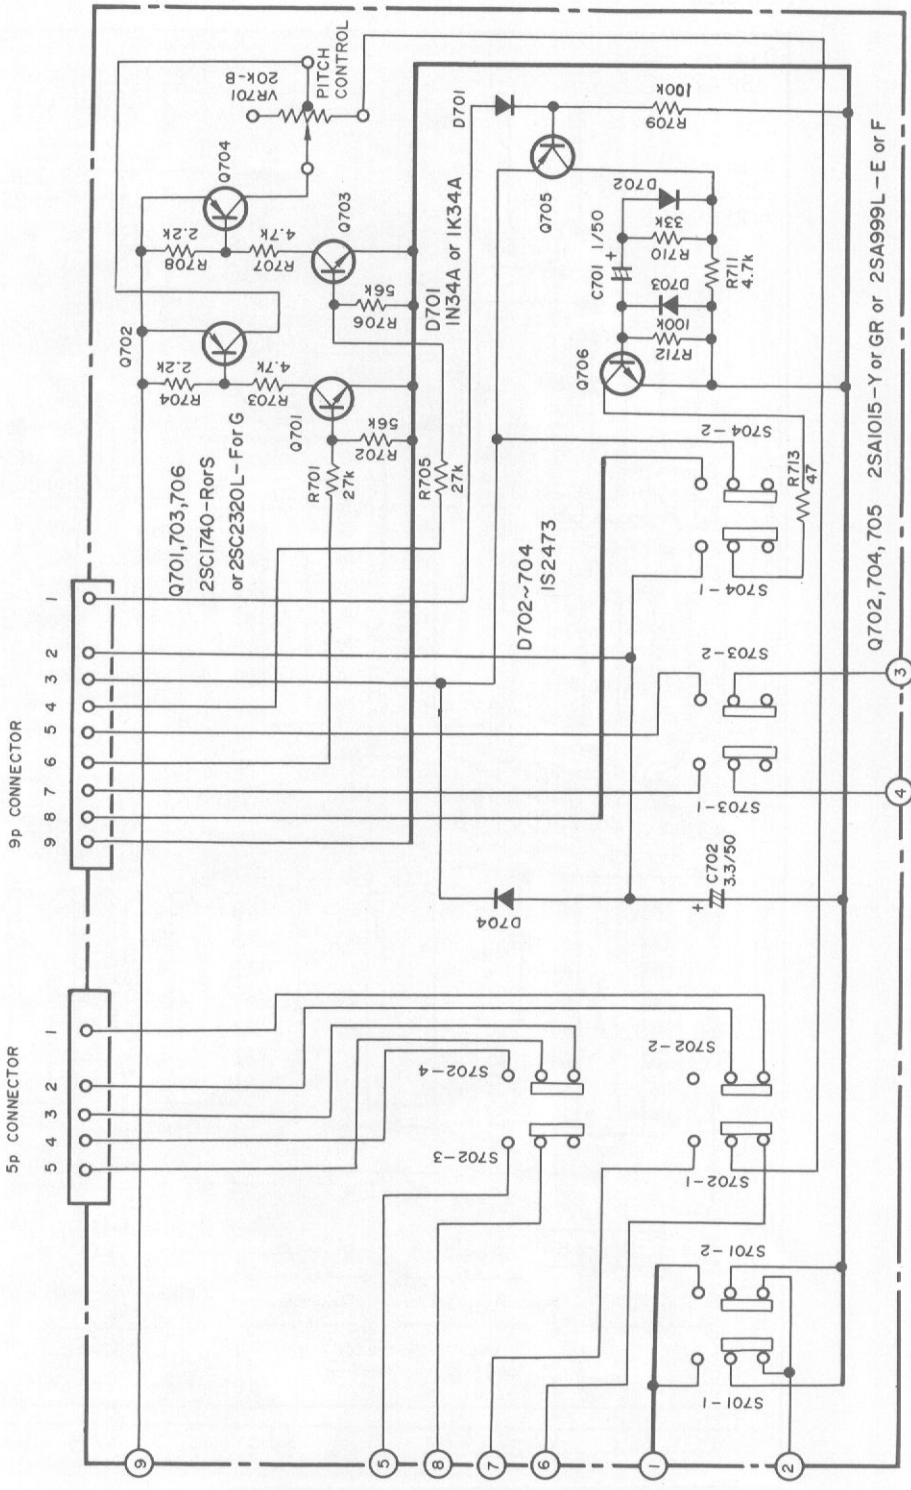 9p CONNECTOR
1
2
3
4
5
6
7
8
9
5p CONNECTOR
1
2
3
4
5
VR701
20k-B
PITCH
CONTROL
Q704
2.2k
R708
4.7k
R707
Q703
56k
R706
Q702
2.2k
R704
4.7k
R703
Q701
56k
R702
R701
27k
R705
27k
Q701,703,706
2SC1740-RorS
or2SC2320L-ForG
D701
IN34A or 1K34A
D702~704
1S2473
Q702,704,705 2SA1015-Y or GR or 2SA999L-E or F
D701
Q705
100k
R709
D702
C701 1/50
+
33k
R710
D703
R711
4.7k
100k
R712
Q706
S704-2
S704-1
R713
47
S703-2
S703-1
D704
+
C702
3.3/50
S702-4
S702-3
S702-2
S702-1
S701-2
S701-1
9
5
8
7
6
1
2
3
4